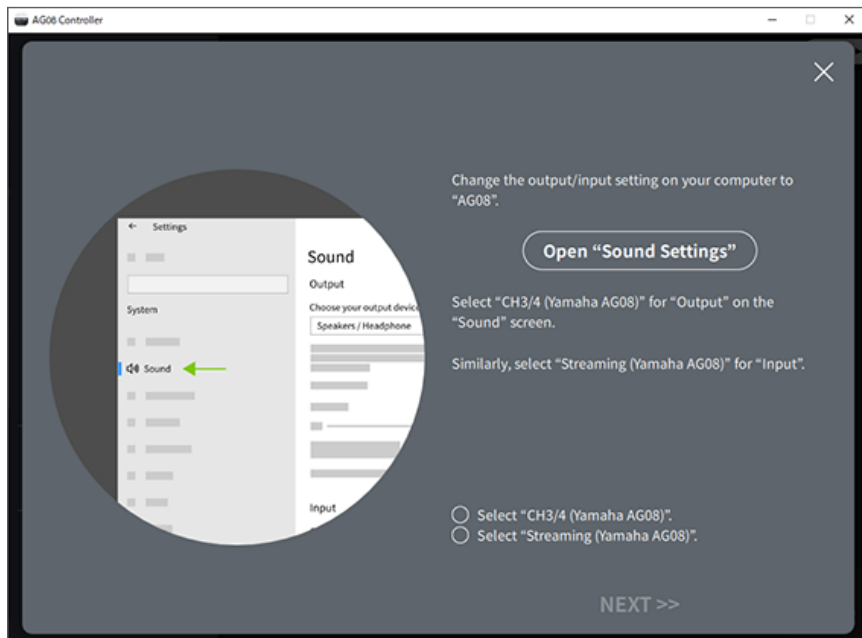 AG08 Controller
Change the output/input setting on your computer to
“AG08”.
Open “Sound Settings”
Select “CH3/4 (Yamaha AG08)” for “Output” on the
“Sound” screen.
Similarly, select “Streaming (Yamaha AG08)” for “Input”.
Select “CH3/4 (Yamaha AG08)”.
Select “Streaming (Yamaha AG08)”.
NEXT >>
Settings
System
Sound
Sound
Output
Choose your output device
Speakers / Headphone
Input